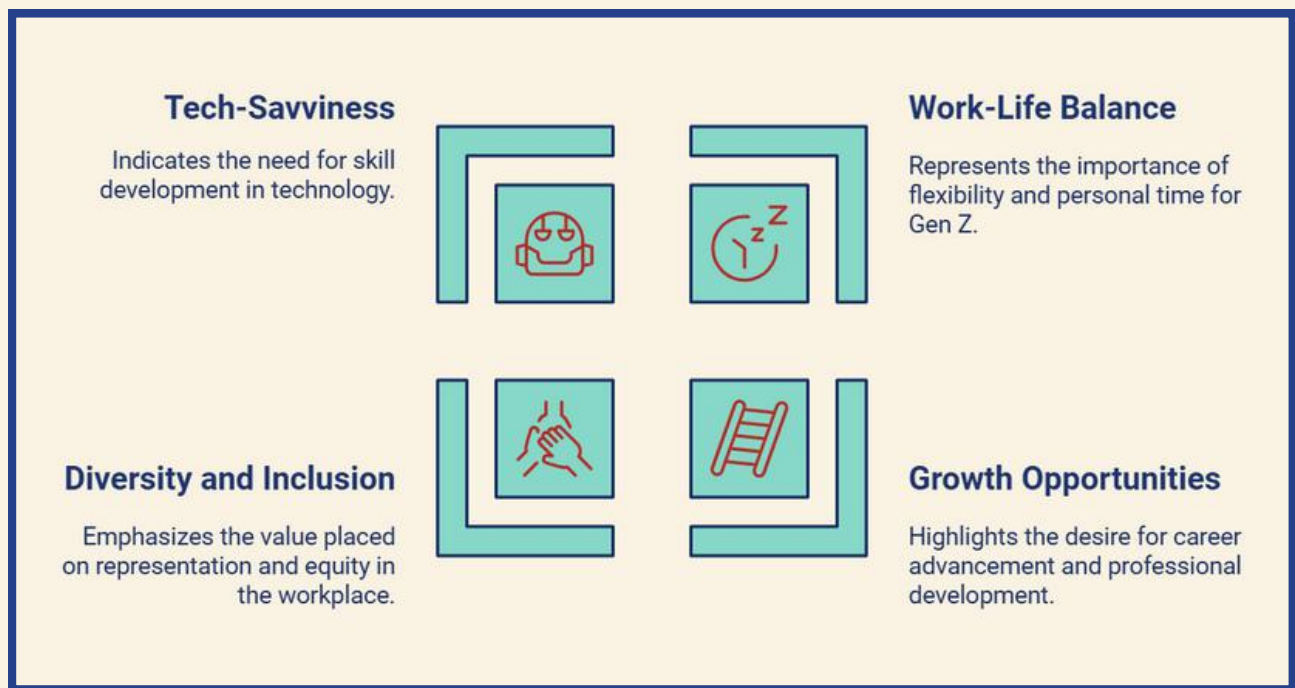 Tech-Savviness
Indicates the need for skill
development in technology.
Work-Life Balance
Represents the importance of
flexibility and personal time for
Gen Z.
Diversity and Inclusion
Emphasizes the value placed
on representation and equity in
the workplace.
Growth Opportunities
Highlights the desire for career
advancement and professional
development.